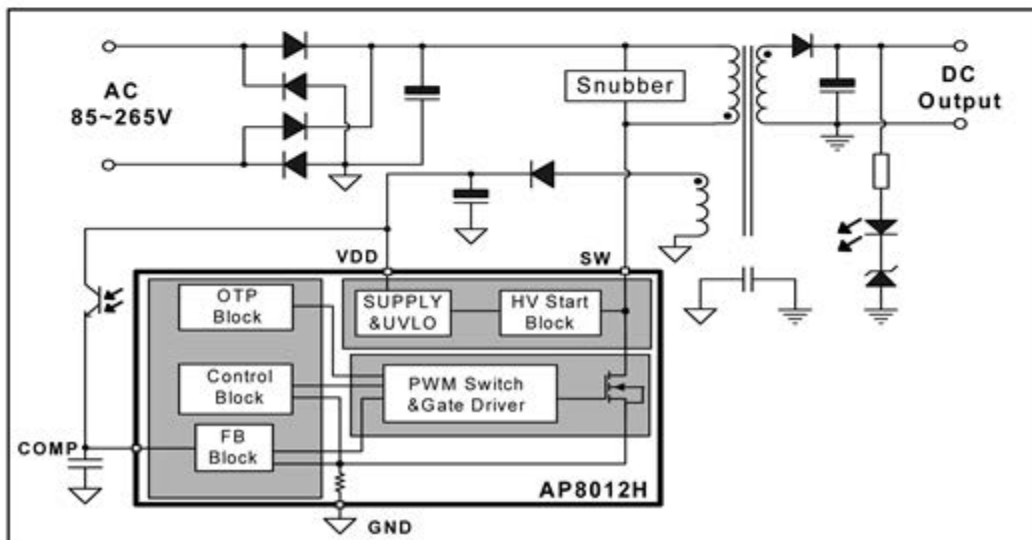 AC
85~265V
Snubber
DC
Output
VDD
SW
OTP
Block
SUPPLY
&UVLO
HV Start
Block
Control
Block
PWM Switch
&Gate Driver
COMP
FB
Block
AP8012H
GND